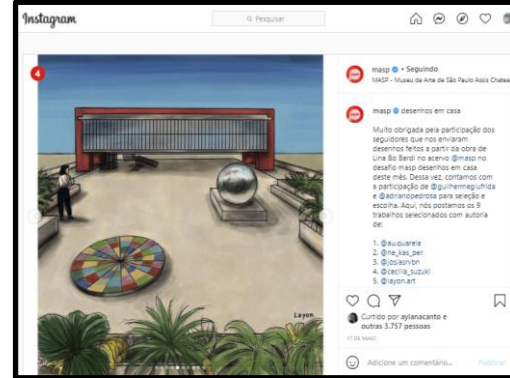 Instagram
Pesquisar
4
Layon
masp • Seguindo
MASP - Museu de Arte de São Paulo Assis Chatea
masp desenhos em casa
Muito obrigada pela participação dos
seguidores que nos enviaram
desenhos feitos a partir da obra de
Lina Bo Bardi no acervo @masp no
desafio masp desenhos em casa
deste mês. Dessa vez, contamos com
a participação de @guilhermegiufrida
e @adrianopedrosa para seleção e
escolha. Aqui, nós postamos os 9
trabalhos selecionados com autoria
de:
1. @au.quarela
2. @ne_kas_per
3. @josiasrvbn
4. @cecilia_suzuki
5. @layon.art
Curtido por aylanacanto e
outras 3.757 pessoas
17 DE MAIO
Adicione um comentário...
Publicar